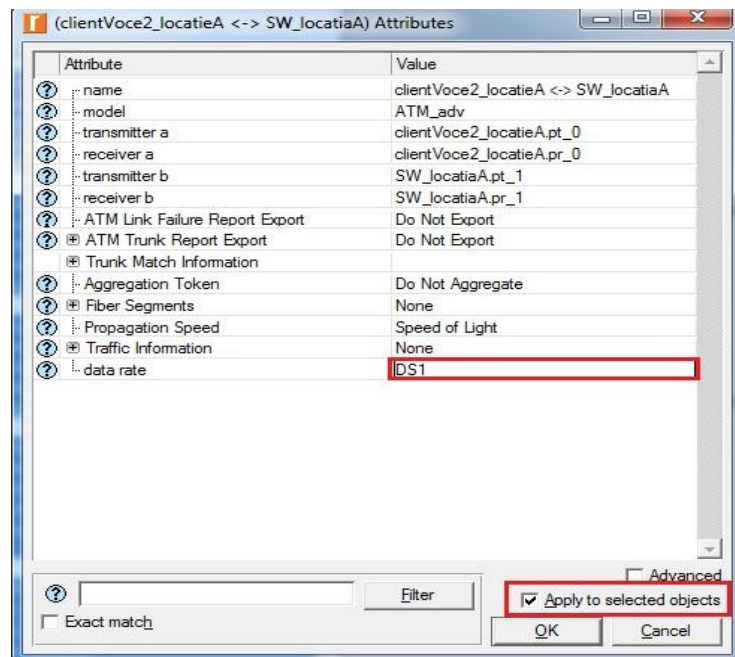 (clientVoce2_locatieA <-> SW_locatiaA) Attributes
Attribute Value
name clientVoce2_locatieA <-> SW_locatiaA
model ATM_adv
transmitter a clientVoce2_locatieA.pt_0
receiver a clientVoce2_locatieA.pr_0
transmitter b SW_locatiaA.pt_1
receiver b SW_locatiaA.pr_1
ATM Link Failure Report Export Do Not Export
ATM Trunk Report Export Do Not Export
Trunk Match Information
Aggregation Token Do Not Aggregate
Fiber Segments None
Propagation Speed Speed of Light
Traffic Information None
data rate DS1
Advanced
Filter Apply to selected objects
Exact match OK Cancel